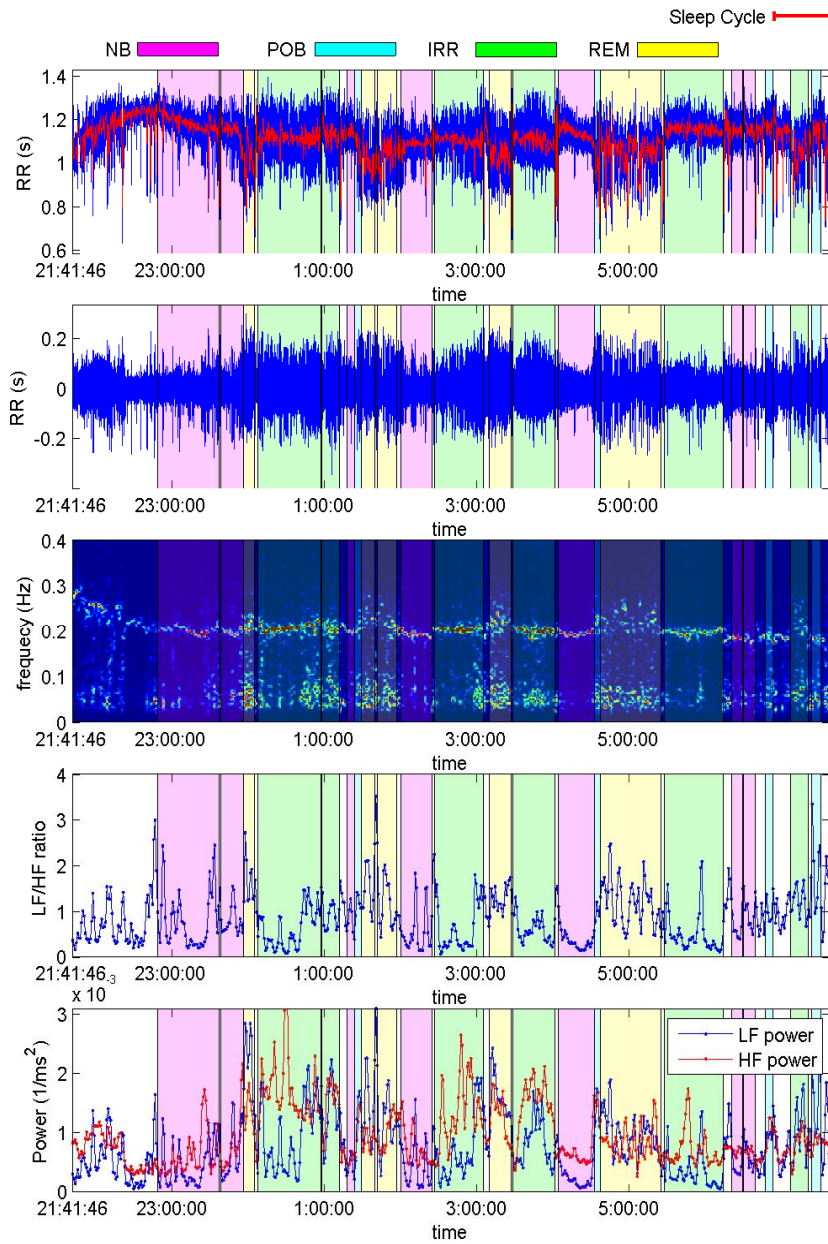 Sleep Cycle
NB POB IRR REM
1.4
1.2
1
0.8
0.6
RR (s)
21:41:46 23:00:00 1:00:00 3:00:00 5:00:00
time
0.2
0
-0.2
RR (s)
21:41:46 23:00:00 1:00:00 3:00:00 5:00:00
time
0.4
0.3
0.2
0.1
0
frequecy (Hz)
21:41:46 23:00:00 1:00:00 3:00:00 5:00:00
time
4
3
2
1
0
LF/HF ratio
21:41:46 23:00:00 1:00:00 3:00:00 5:00:00
time
x 10-3
3
2
1
0
Power (1/ms2)
LF power
HF power
21:41:46 23:00:00 1:00:00 3:00:00 5:00:00
time